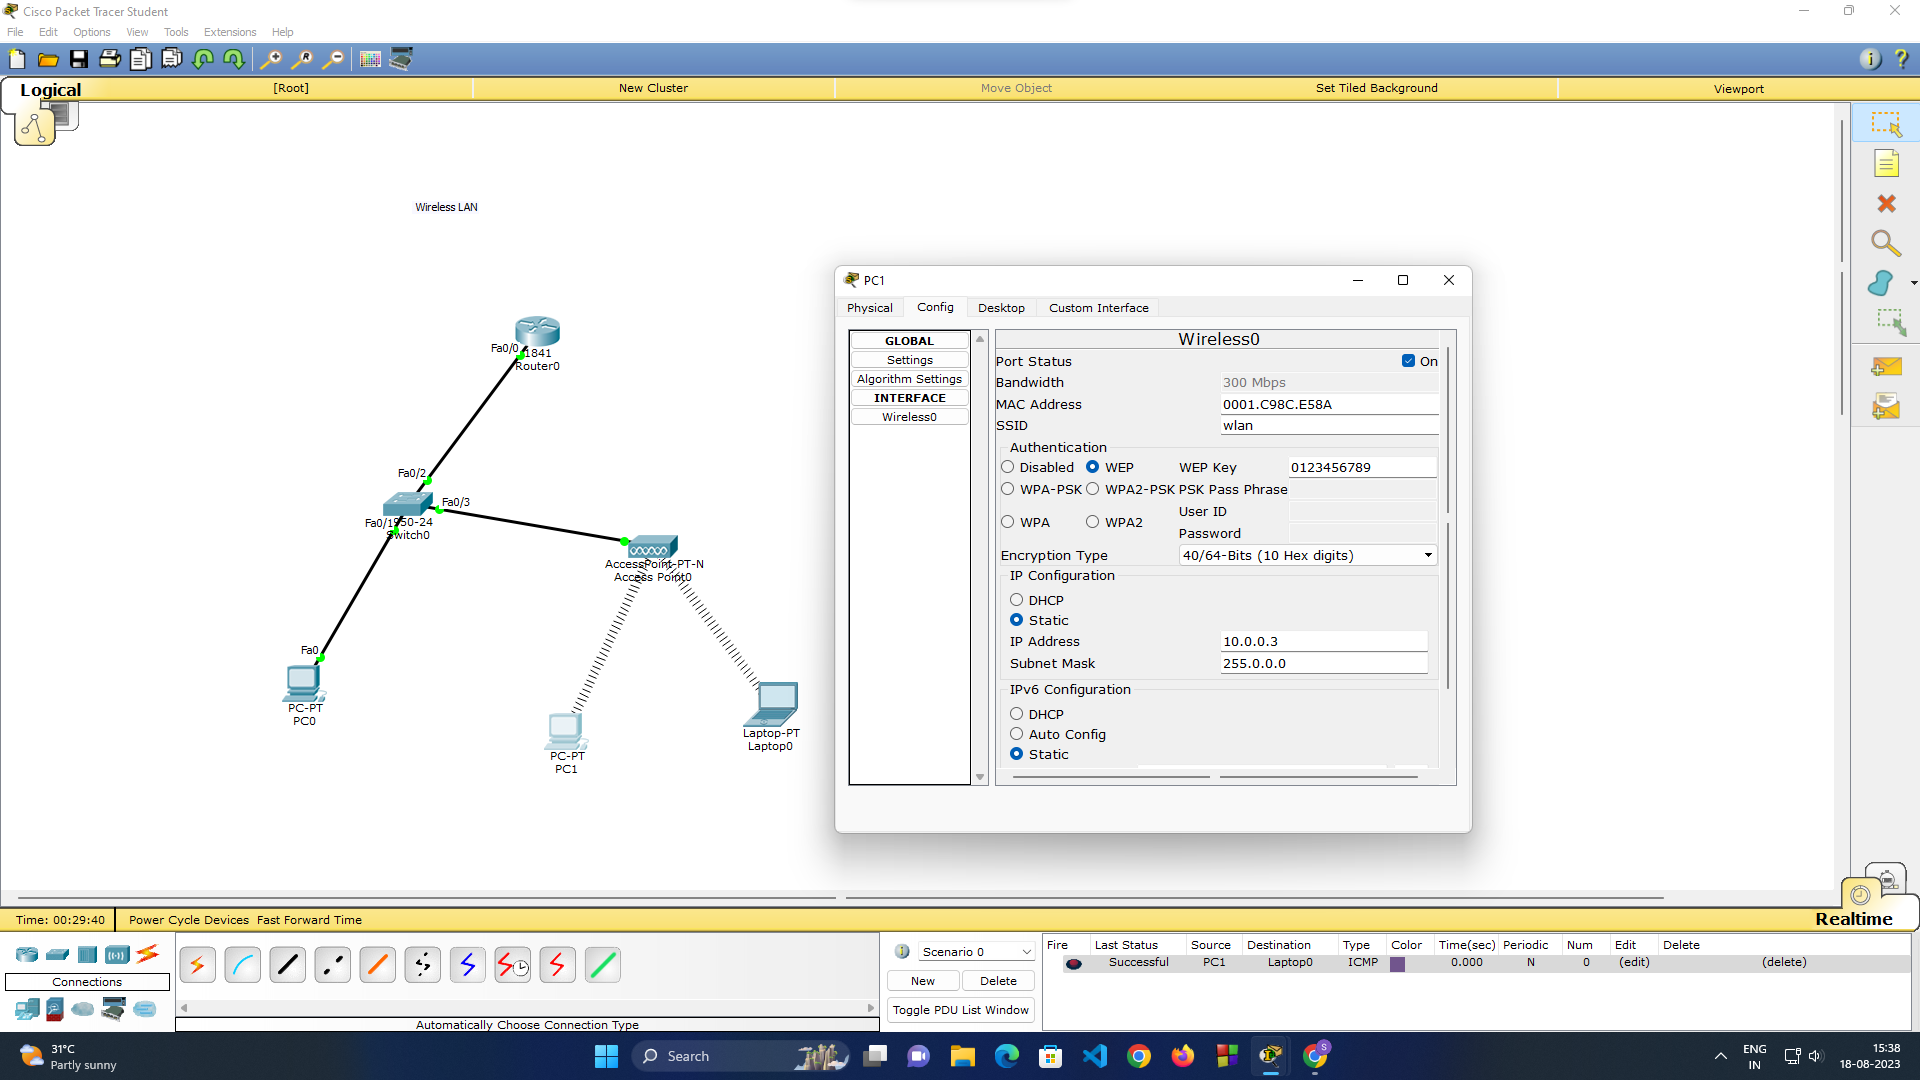 Cisco Packet Tracer Student
File Edit Options View Tools Extensions Help
Logical [Root] New Cluster Move Object Set Tiled Background Viewport
Wireless LAN
Fa0/0
1841
Router0
Fa0/2
Fa0/3
Fa0/1
950-24
Switch0
AccessPoint-PT-N
Access Point0
Fa0
PC-PT
PC0
PC-PT
PC1
Laptop-PT
Laptop0
PC1
Physical Config Desktop Custom Interface
GLOBAL
Settings
Algorithm Settings
INTERFACE
Wireless0
Wireless0
Port Status On
Bandwidth 300 Mbps
MAC Address 0001.C98C.E58A
SSID wlan
Authentication
Disabled WEP WEP Key 0123456789
WPA-PSK WPA2-PSK PSK Pass Phrase
User ID
WPA WPA2
Password
Encryption Type 40/64-Bits (10 Hex digits)
IP Configuration
DHCP
Static
IP Address 10.0.0.3
Subnet Mask 255.0.0.0
IPv6 Configuration
DHCP
Auto Config
Static
Realtime
Time: 00:29:40 Power Cycle Devices Fast Forward Time
Connections
Automatically Choose Connection Type
Scenario 0
New Delete
Toggle PDU List Window
Fire Last Status Source Destination Type Color Time(sec) Periodic Num Edit Delete
Successful PC1 Laptop0 ICMP 0.000 N 0 (edit) (delete)
31°C
Partly sunny
Search
ENG
IN
15:38
18-08-2023